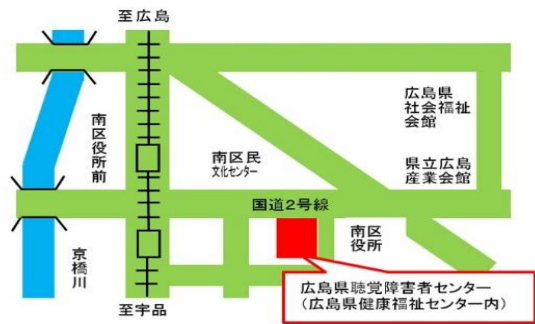 至広島
広島県
社会福祉
会館
南区役所前
南区民
文化センター
県立広島
産業会館
国道2号線
南区
役所
京橋川
広島県聴覚障害者センター
(広島県健康福祉センター内)
至宇品